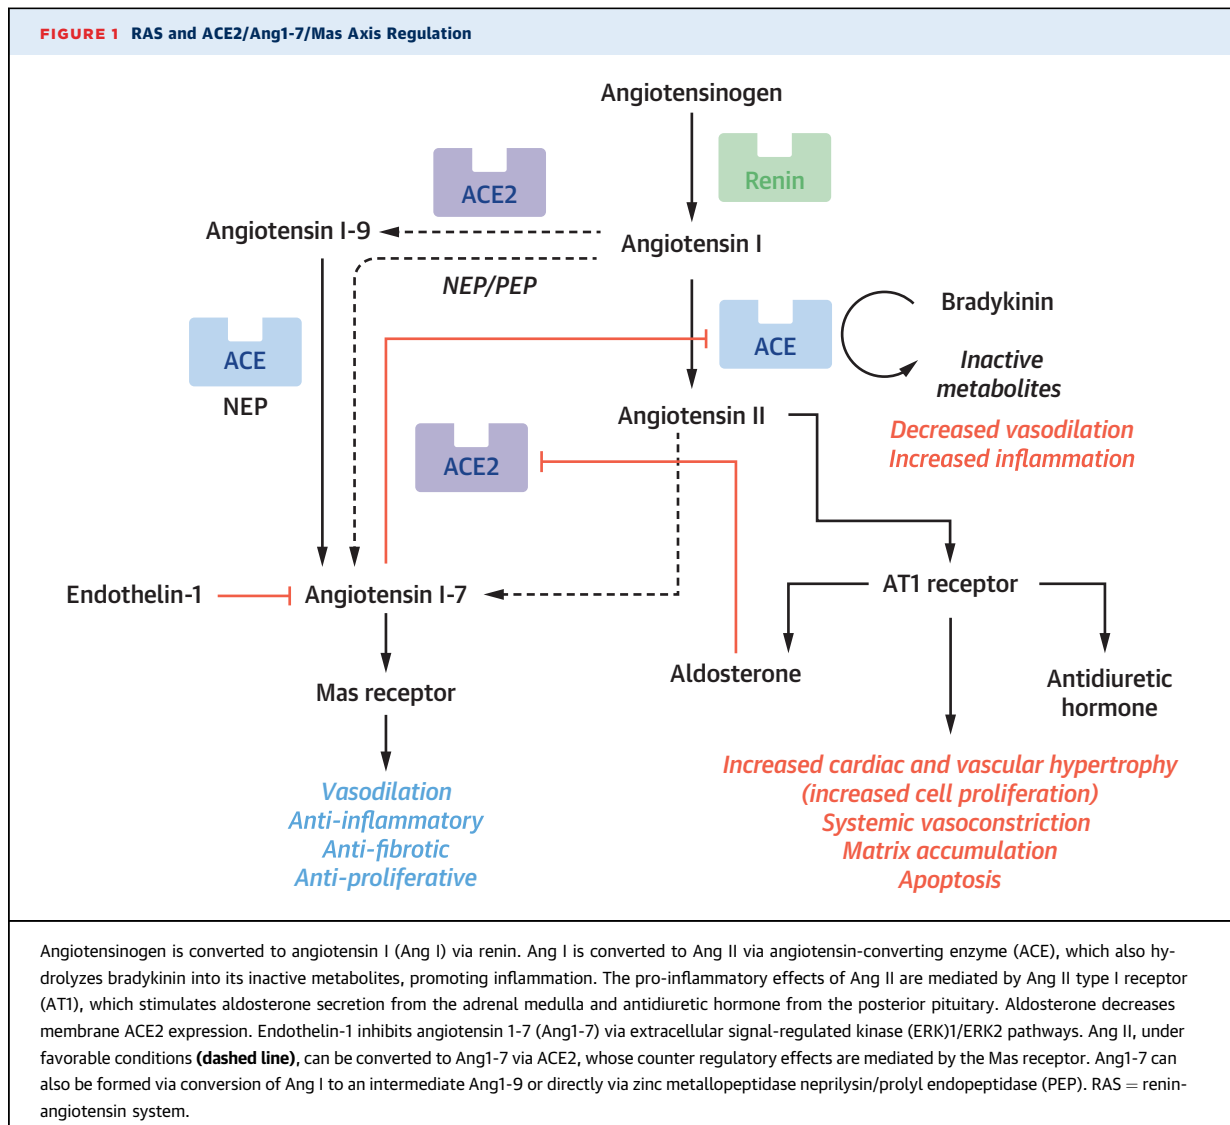 FIGURE 1 RAS and ACE2/Ang1-7/Mas Axis Regulation
Angiotensinogen
Renin
ACE2
Angiotensin I-9
Angiotensin I
NEP/PEP
ACE
NEP
ACE
Bradykinin
Inactive
metabolites
Decreased vasodilation
Increased inflammation
Angiotensin II
ACE2
Endothelin-1
Angiotensin I-7
AT1 receptor
Mas receptor
Aldosterone
Antidiuretic
hormone
Vasodilation
Anti-inflammatory
Anti-fibrotic
Anti-proliferative
Increased cardiac and vascular hypertrophy
(increased cell proliferation)
Systemic vasoconstriction
Matrix accumulation
Apoptosis
Angiotensinogen is converted to angiotensin I (Ang I) via renin. Ang I is converted to Ang II via angiotensin-converting enzyme (ACE), which also hy-
drolyzes bradykinin into its inactive metabolites, promoting inflammation. The pro-inflammatory effects of Ang II are mediated by Ang II type I receptor
(AT1), which stimulates aldosterone secretion from the adrenal medulla and antidiuretic hormone from the posterior pituitary. Aldosterone decreases
membrane ACE2 expression. Endothelin-1 inhibits angiotensin 1-7 (Ang1-7) via extracellular signal-regulated kinase (ERK)1/ERK2 pathways. Ang II, under
favorable conditions (dashed line), can be converted to Ang1-7 via ACE2, whose counter regulatory effects are mediated by the Mas receptor. Ang1-7 can
also be formed via conversion of Ang I to an intermediate Ang1-9 or directly via zinc metallopeptidase neprilysin/prolyl endopeptidase (PEP). RAS = renin-
angiotensin system.